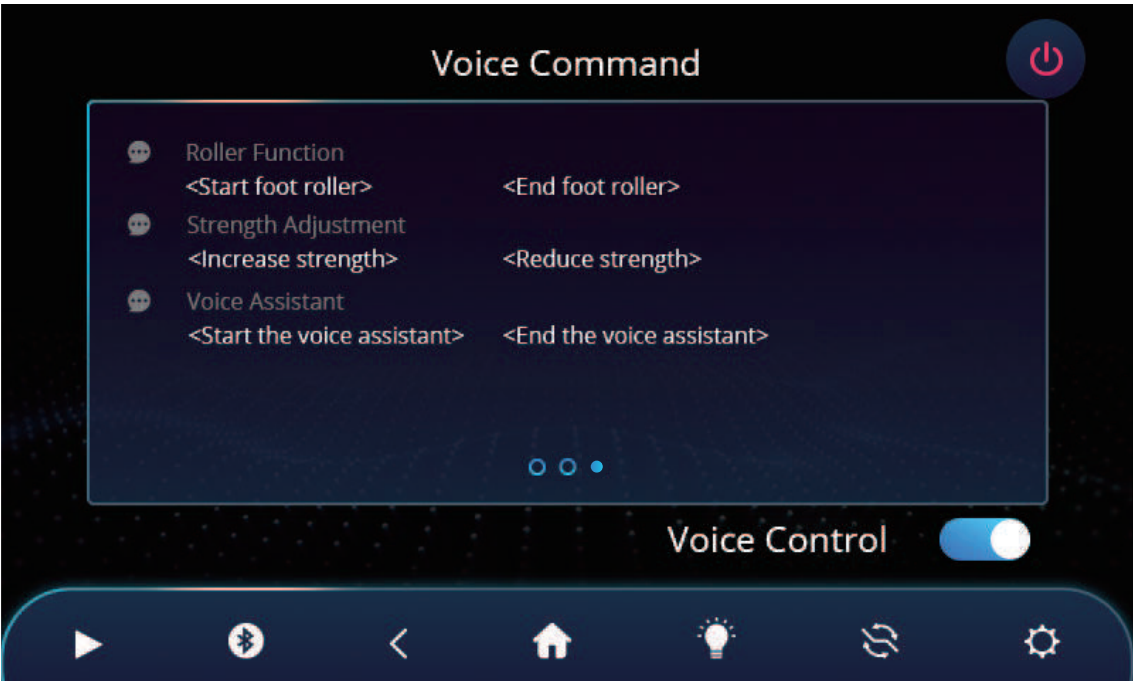 Voice Command
Roller Function
<Start foot roller> <End foot roller>
Strength Adjustment
<Increase strength> <Reduce strength>
Voice Assistant
<Start the voice assistant> <End the voice assistant>
Voice Control